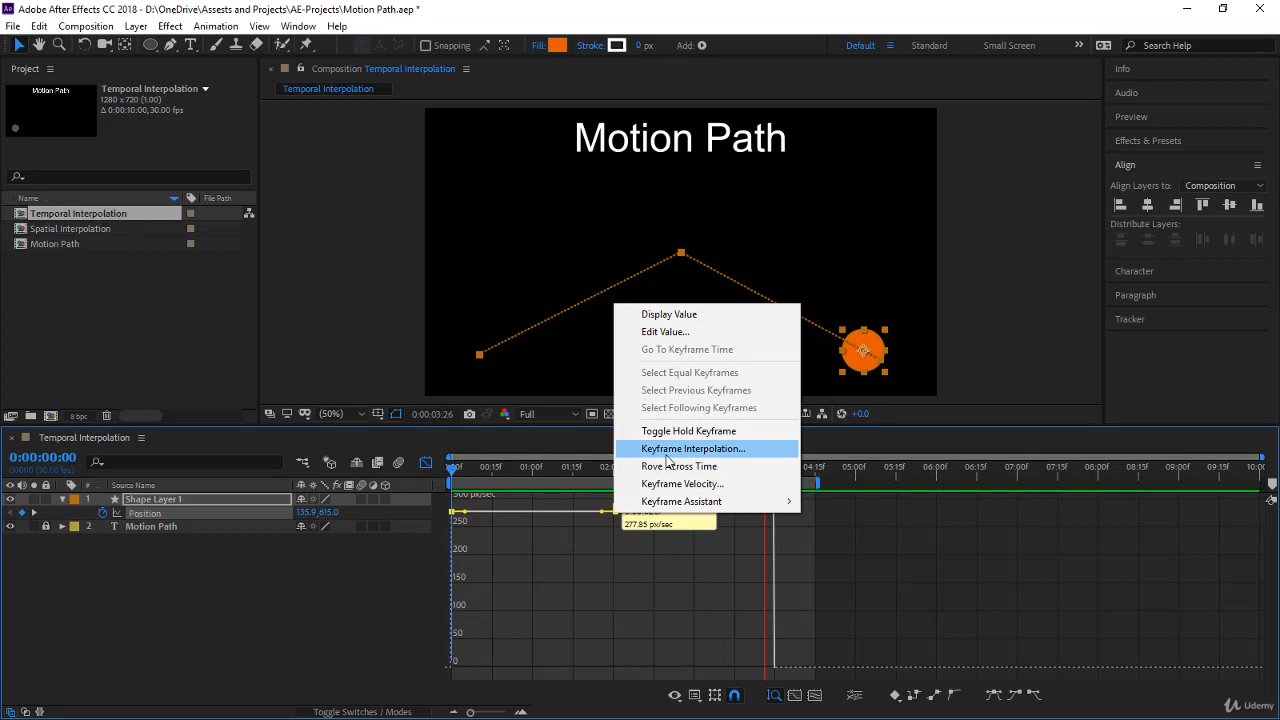 Adobe After Effects CC 2018 - D:\OneDrive\Assests and Projects\AE-Projects\Motion Path.aep *
File Edit Composition Layer Effect Animation View Window Help
Snapping Fill: Stroke: 0 px Add: Default Standard Small Screen Search Help
Project
Composition Temporal Interpolation
Temporal Interpolation
Motion Path
Temporal Interpolation
1280 x 720 (1.00)
Δ 0:00:10:00, 30.00 fps
Name File Path
Temporal Interpolation
Spatial Interpolation
Motion Path
Motion Path
Info
Audio
Preview
Effects & Presets
Align
Align Layers to: Composition
Distribute Layers:
Character
Paragraph
Tracker
Display Value
Edit Value...
Go To Keyframe Time
Select Equal Keyframes
Select Previous Keyframes
Select Following Keyframes
Toggle Hold Keyframe
Keyframe Interpolation...
Rove Across Time
Keyframe Velocity...
Keyframe Assistant
8 bpc (50%) 0:00:03:26 Full +0.0
Temporal Interpolation
0:00:00:00
00000 (30.00 fps)
00:15f 01:00f 01:15f 04:15f 05:00f 05:15f 06:00f 06:15f 07:00f 07:15f 08:00f 08:15f 09:00f 09:15f 10:0
# Source Name
1 Shape Layer 1
Position 135.9,615.0
2 T Motion Path
300 px/sec
250
200
150
100
50
0
277.85 px/sec
Toggle Switches / Modes
Udemy